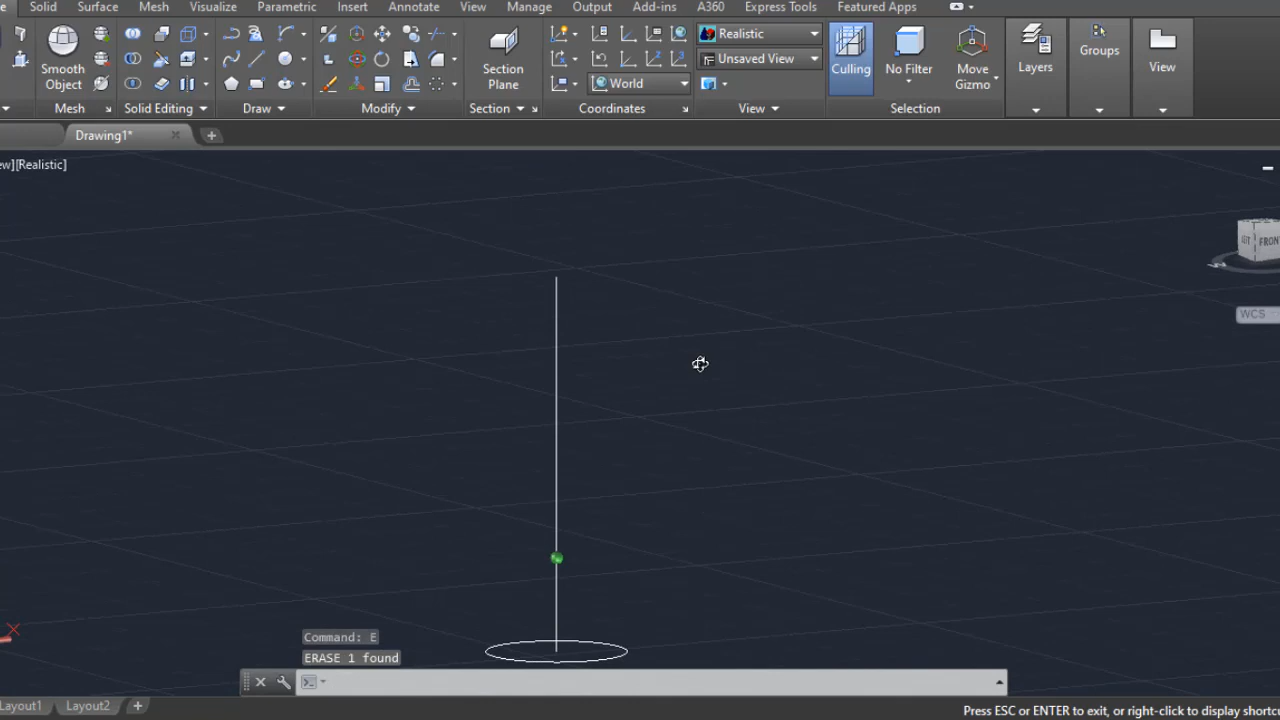 e Solid Surface Mesh Visualize Parametric Insert Annotate View Manage Output Add-ins A360 Express Tools Featured Apps
Smooth Object
Section Plane
Realistic
Unsaved View
World
Culling
No Filter
Move Gizmo
Layers
Groups
View
Mesh Solid Editing Draw Modify Section Coordinates View Selection
Drawing1*
ew][Realistic]
FRONT
WCS
Command: E
ERASE 1 found
Layout1 Layout2
Press ESC or ENTER to exit, or right-click to display shortc